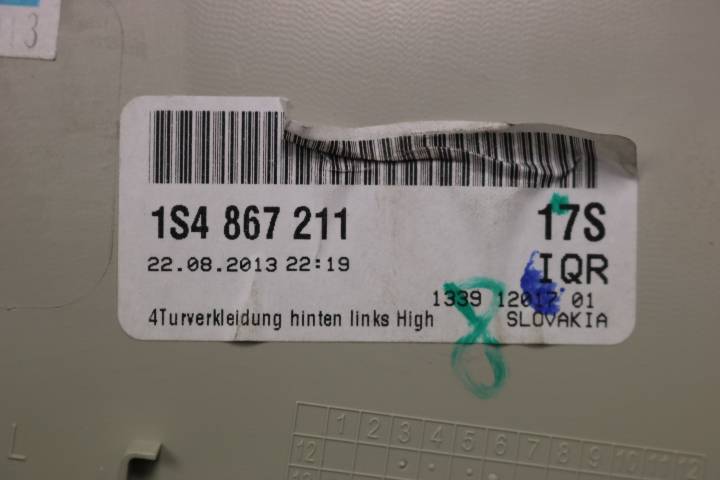 13
1S4 867 211 17S
22.08.2013 22:19 IQR
1339 12017 01
4Turverkleidung hinten links High SLOVAKIA
8
L
1 2 3 4 5 6 7 8 9 10 11 12
12